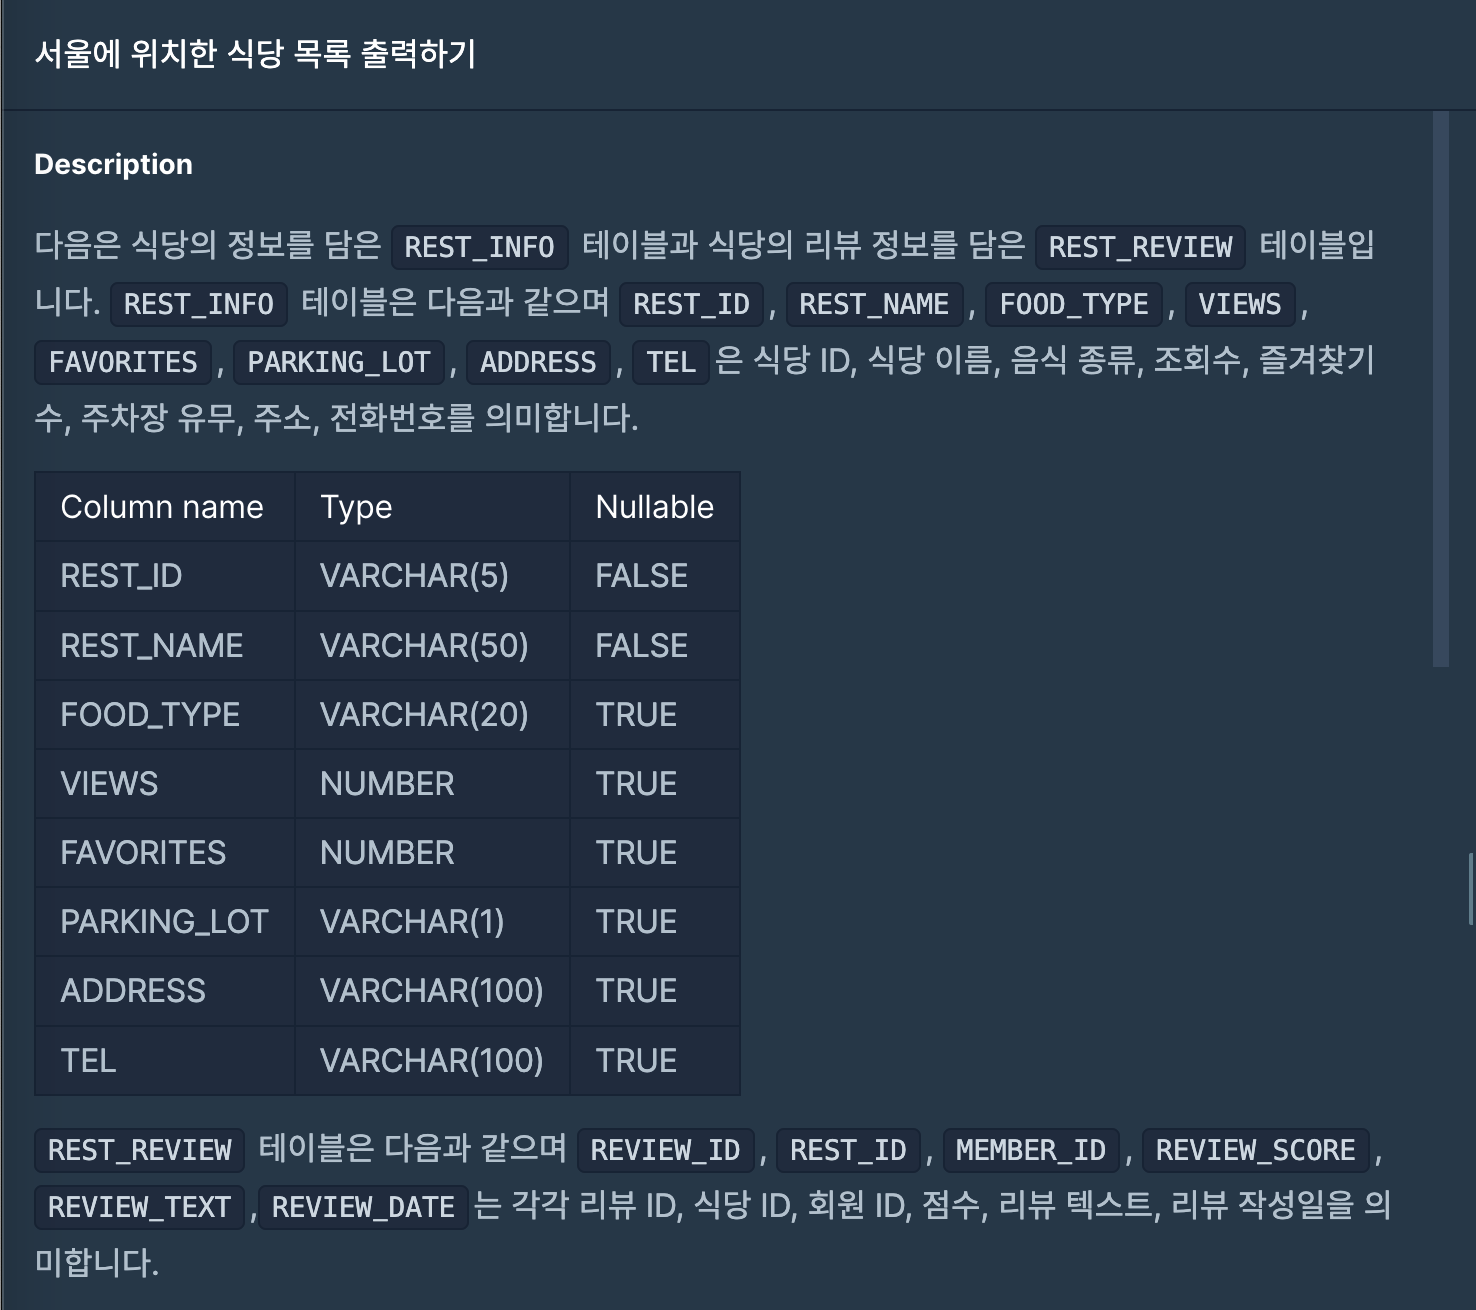 서울에 위치한 식당 목록 출력하기
Description
다음은 식당의 정보를 담은 REST_INFO 테이블과 식당의 리뷰 정보를 담은 REST_REVIEW 테이블입
니다. REST_INFO 테이블은 다음과 같으며 REST_ID , REST_NAME , FOOD_TYPE , VIEWS ,
FAVORITES , PARKING_LOT , ADDRESS , TEL 은 식당 ID, 식당 이름, 음식 종류, 조회수, 즐겨찾기
수, 주차장 유무, 주소, 전화번호를 의미합니다.
Column name Type Nullable
REST_ID VARCHAR(5) FALSE
REST_NAME VARCHAR(50) FALSE
FOOD_TYPE VARCHAR(20) TRUE
VIEWS NUMBER TRUE
FAVORITES NUMBER TRUE
PARKING_LOT VARCHAR(1) TRUE
ADDRESS VARCHAR(100) TRUE
TEL VARCHAR(100) TRUE
REST_REVIEW 테이블은 다음과 같으며 REVIEW_ID , REST_ID , MEMBER_ID , REVIEW_SCORE ,
REVIEW_TEXT ,REVIEW_DATE 는 각각 리뷰 ID, 식당 ID, 회원 ID, 점수, 리뷰 텍스트, 리뷰 작성일을 의
미합니다.